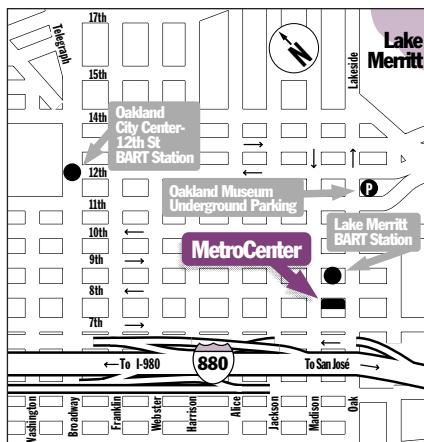 17th
Telegraph
15th
14th
12th
11th
10th
9th
8th
7th
Lake
Merritt
Lakeside
N
Oakland
City Center-
12th St
BART Station
P
Oakland Museum
Underground Parking
Lake Merritt
BART Station
MetroCenter
To I-980
880
To San José
Washington
Broadway
Franklin
Webster
Harrison
Alice
Jackson
Madison
Oak